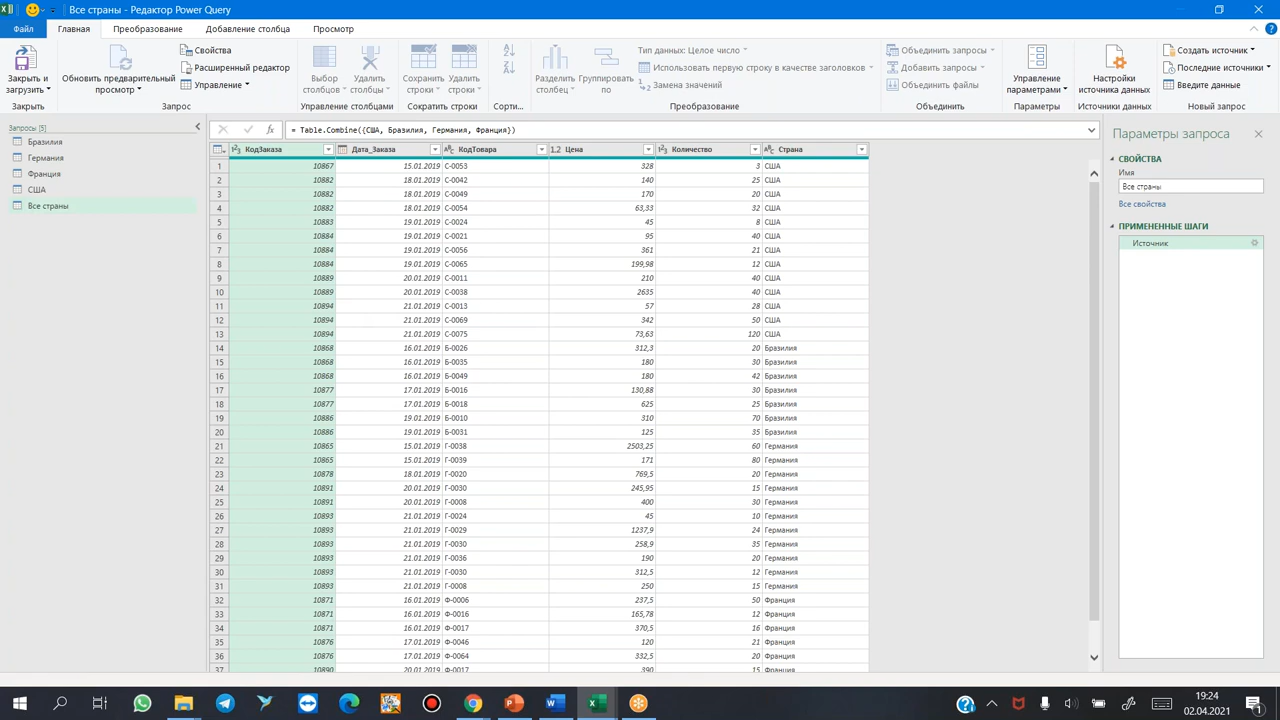 Все страны - Редактор Power Query
Файл Главная Преобразование Добавление столбца Просмотр
Закрыть и загрузить
Закрыть
Обновить предварительный просмотр
Свойства
Расширенный редактор
Управление
Запрос
Выбор столбцов
Удалить столбцы
Управление столбцами
Сохранить строки
Удалить строки
Сократить строки
Сорти...
Разделить столбец
Группировать по
Тип данных: Целое число
Использовать первую строку в качестве заголовков
Замена значений
Преобразование
Объединить запросы
Добавить запросы
Объединить файлы
Объединить
Управление параметрами
Параметры
Настройки источника данных
Источники данных
Создать источник
Последние источники
Введите данные
Новый запрос
Запросы [5]
Бразилия
Германия
Франция
США
Все страны
fx = Table.Combine({США, Бразилия, Германия, Франция})
КодЗаказа Дата_Заказа КодТовара Цена Количество Страна
1 10867 15.01.2019 С-0053 328 3 США
2 10882 18.01.2019 С-0042 140 25 США
3 10882 18.01.2019 С-0049 170 20 США
4 10882 18.01.2019 С-0054 63,33 32 США
5 10883 19.01.2019 С-0024 45 8 США
6 10884 19.01.2019 С-0021 95 40 США
7 10884 19.01.2019 С-0056 361 21 США
8 10884 19.01.2019 С-0065 199,98 12 США
9 10889 20.01.2019 С-0011 210 40 США
10 10889 20.01.2019 С-0038 2635 40 США
11 10894 21.01.2019 С-0013 57 28 США
12 10894 21.01.2019 С-0069 342 50 США
13 10894 21.01.2019 С-0075 73,63 120 США
14 10868 16.01.2019 Б-0026 312,3 20 Бразилия
15 10868 16.01.2019 Б-0035 180 30 Бразилия
16 10868 16.01.2019 Б-0049 180 42 Бразилия
17 10877 17.01.2019 Б-0016 130,88 30 Бразилия
18 10877 17.01.2019 Б-0018 625 25 Бразилия
19 10886 19.01.2019 Б-0010 310 70 Бразилия
20 10886 19.01.2019 Б-0031 125 35 Бразилия
21 10865 15.01.2019 Г-0038 2503,25 60 Германия
22 10865 15.01.2019 Г-0039 171 80 Германия
23 10878 18.01.2019 Г-0020 769,5 20 Германия
24 10891 20.01.2019 Г-0030 245,95 15 Германия
25 10891 20.01.2019 Г-0008 400 30 Германия
26 10893 21.01.2019 Г-0024 45 10 Германия
27 10893 21.01.2019 Г-0029 1237,9 24 Германия
28 10893 21.01.2019 Г-0030 258,9 35 Германия
29 10893 21.01.2019 Г-0036 190 20 Германия
30 10893 21.01.2019 Г-0030 312,5 12 Германия
31 10893 21.01.2019 Г-0008 250 15 Германия
32 10871 16.01.2019 Ф-0006 237,5 50 Франция
33 10871 16.01.2019 Ф-0016 165,78 12 Франция
34 10871 16.01.2019 Ф-0017 370,5 16 Франция
35 10876 17.01.2019 Ф-0046 120 21 Франция
36 10876 17.01.2019 Ф-0064 332,5 20 Франция
37 10890 20.01.2019 Ф-0017 390 15 Франция
Параметры запроса
СВОЙСТВА
Имя
Все страны
Все свойства
ПРИМЕНЕННЫЕ ШАГИ
Источник
19:24
02.04.2021